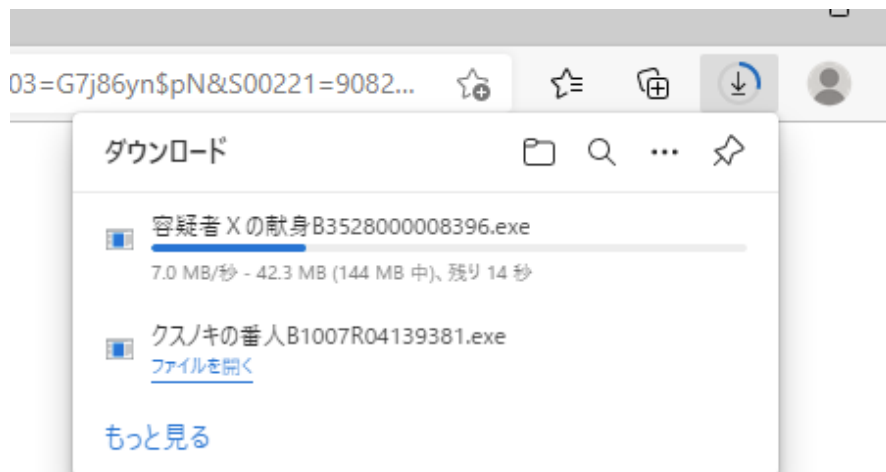 03=G7j86yn$pN&S00221=9082...
ダウンロード
容疑者Xの献身B3528000008396.exe
7.0 MB/秒 - 42.3 MB (144 MB 中)、残り 14 秒
クスノキの番人B1007R04139381.exe
ファイルを開く
もっと見る